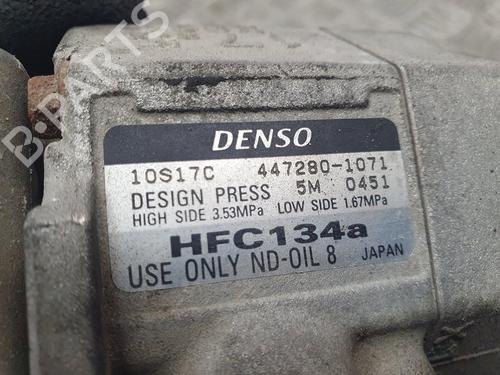 DENSO
10S17C 447280-1071
DESIGN PRESS 5M 0451
HIGH SIDE 3.53MPa LOW SIDE 1.67MPa
HFC134a
USE ONLY ND-OIL 8 JAPAN
B-PARTS